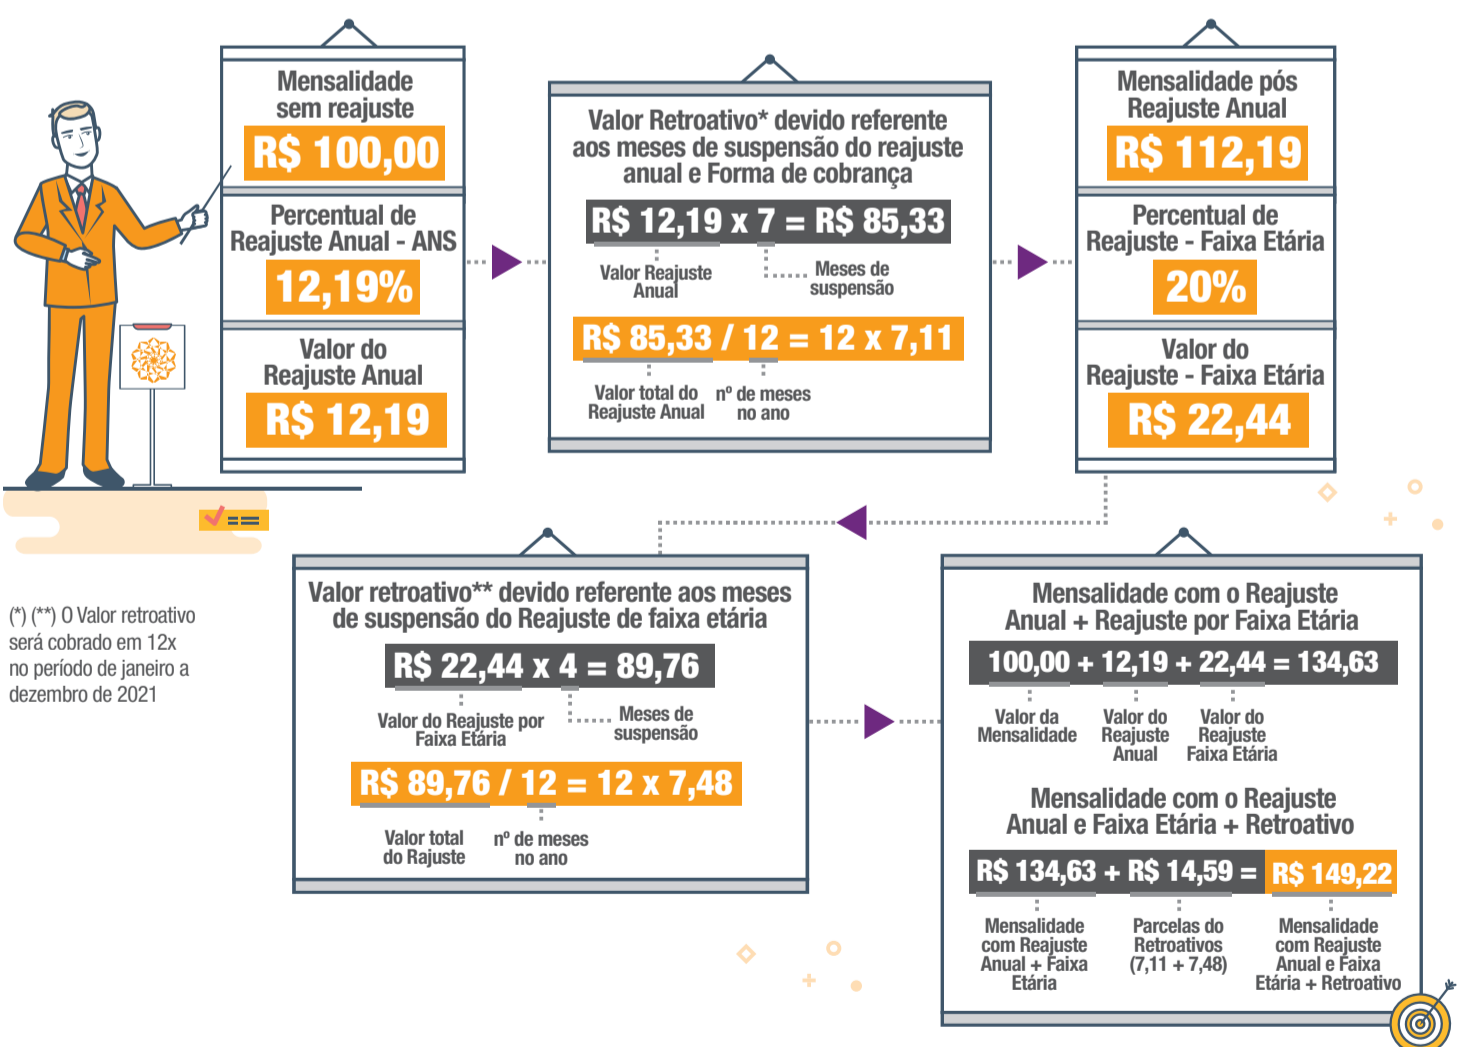 Mensalidade
sem reajuste
R$ 100,00
Percentual de
Reajuste Anual - ANS
12,19%
Valor do
Reajuste Anual
R$ 12,19
Valor Retroativo* devido referente
aos meses de suspensão do reajuste
anual e Forma de cobrança
R$ 12,19 x 7 = R$ 85,33
Valor Reajuste
Anual
Meses de
suspensão
R$ 85,33 / 12 = 12 x 7,11
Valor total do
Reajuste Anual
nº de meses
no ano
Mensalidade pós
Reajuste Anual
R$ 112,19
Percentual de
Reajuste - Faixa Etária
20%
Valor do
Reajuste - Faixa Etária
R$ 22,44
(*) (**) O Valor retroativo
será cobrado em 12x
no período de janeiro a
dezembro de 2021
Valor retroativo** devido referente aos meses
de suspensão do Reajuste de faixa etária
R$ 22,44 x 4 = 89,76
Valor do Reajuste por
Faixa Etária
Meses de
suspensão
R$ 89,76 / 12 = 12 x 7,48
Valor total
do Rajuste
nº de meses
no ano
Mensalidade com o Reajuste
Anual + Reajuste por Faixa Etária
100,00 + 12,19 + 22,44 = 134,63
Valor da
Mensalidade
Valor do
Reajuste
Anual
Valor do
Reajuste
Faixa Etária
Mensalidade com o Reajuste
Anual e Faixa Etária + Retroativo
R$ 134,63 + R$ 14,59 = R$ 149,22
Mensalidade
com Reajuste
Anual + Faixa
Etária
Parcelas do
Retroativos
(7,11 + 7,48)
Mensalidade
com Reajuste
Anual e Faixa
Etária + Retroativo